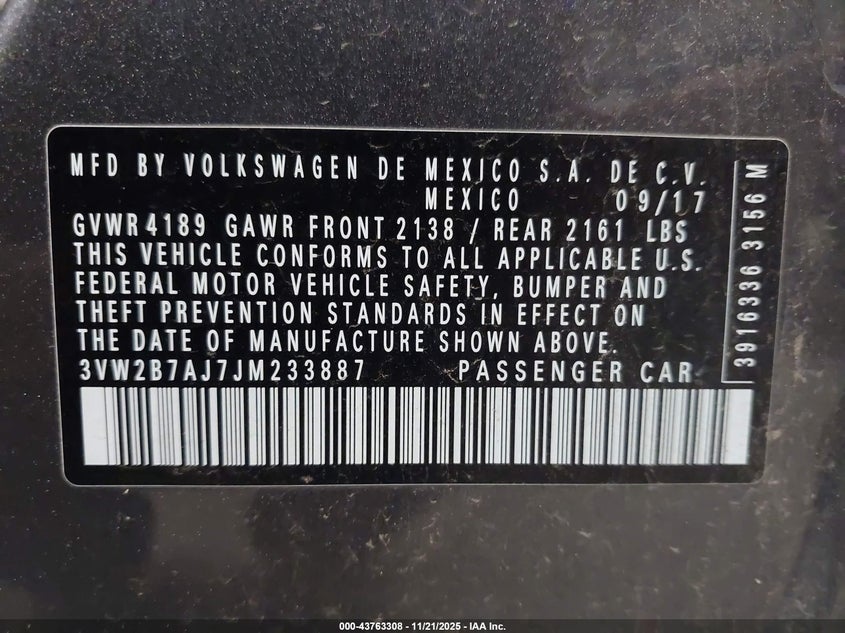 MFD BY VOLKSWAGEN DE MEXICO S.A. DE C.V.
MEXICO 09/17
GVWR 4189 GAWR FRONT 2138 / REAR 2161 LBS
THIS VEHICLE CONFORMS TO ALL APPLICABLE U.S.
FEDERAL MOTOR VEHICLE SAFETY, BUMPER AND
THEFT PREVENTION STANDARDS IN EFFECT ON
THE DATE OF MANUFACTURE SHOWN ABOVE.
3VW2B7AJ7JM233887 PASSENGER CAR
3916336 3156 M
000-43763308 - 11/21/2025 - IAA Inc.